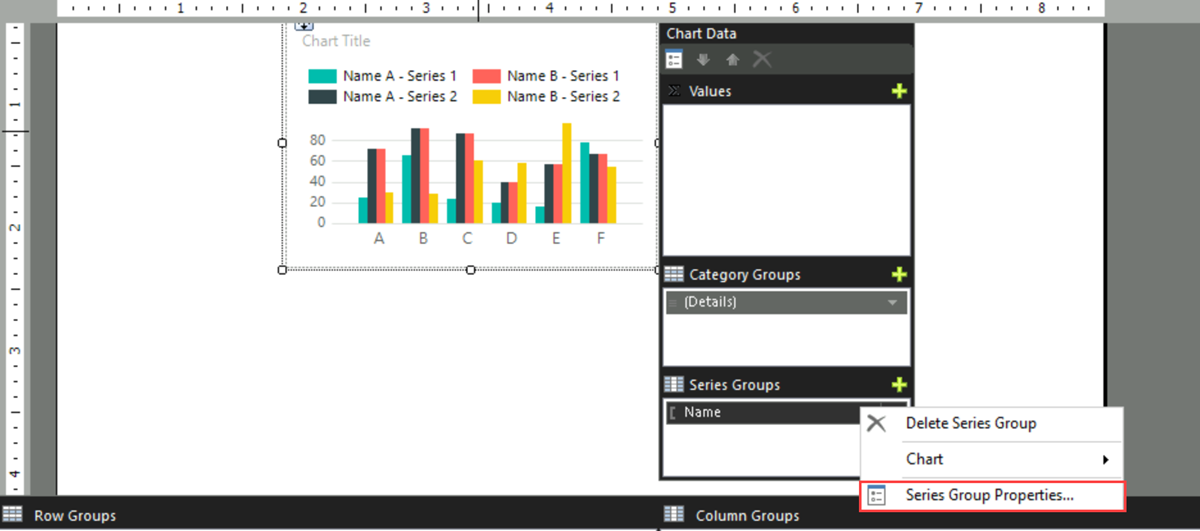 1 2 3 4 5 6 7 8
Chart Title
Name A - Series 1 Name B - Series 1
Name A - Series 2 Name B - Series 2
80
60
40
20
0
A B C D E F
1
2
3
4
Chart Data
Values
Category Groups
(Details)
Series Groups
Name
Delete Series Group
Chart
Series Group Properties...
Row Groups Column Groups